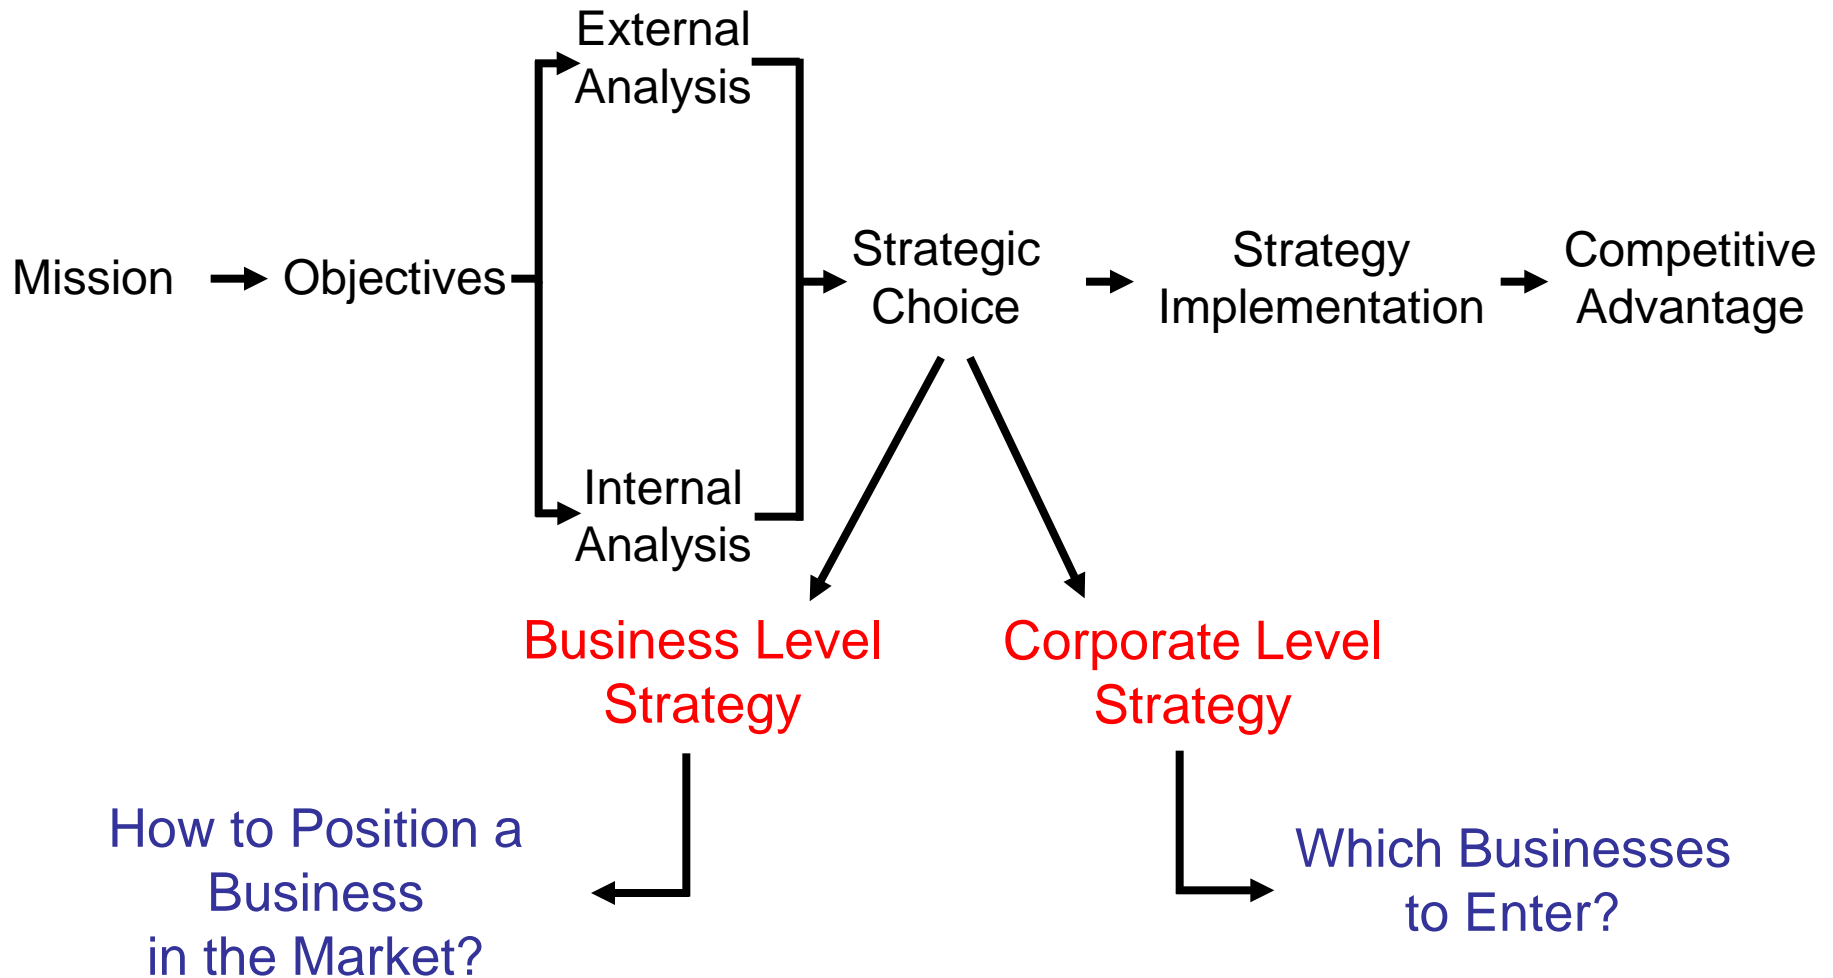 External
Analysis
Mission
Objectives
Strategic
Choice
Strategy
Implementation
Competitive
Advantage
Internal
Analysis
Business Level
Strategy
Corporate Level
Strategy
How to Position a
Business
in the Market?
Which Businesses
to Enter?